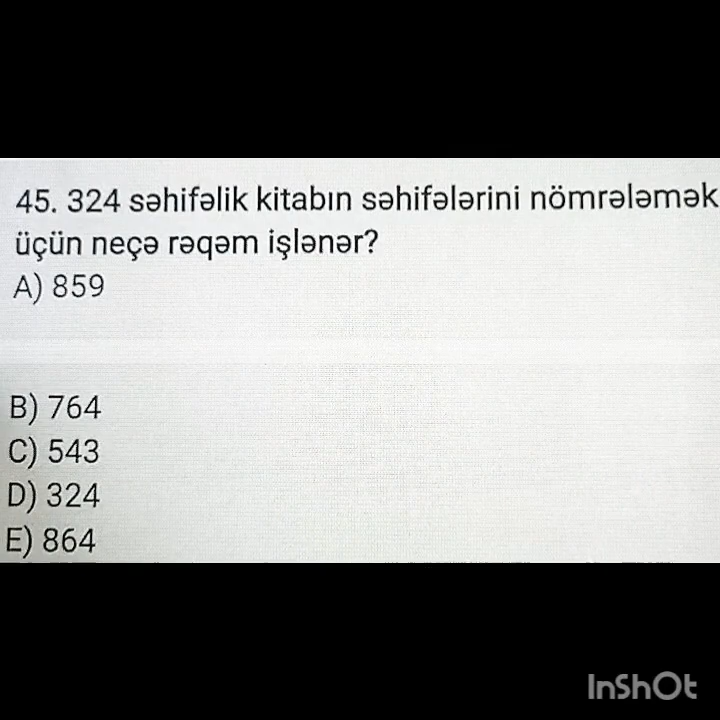 45. 324 səhifəlik kitabın səhifələrini nömrələmək
üçün neçə rəqəm işlənər?
A) 859
B) 764
C) 543
D) 324
E) 864
InShOt